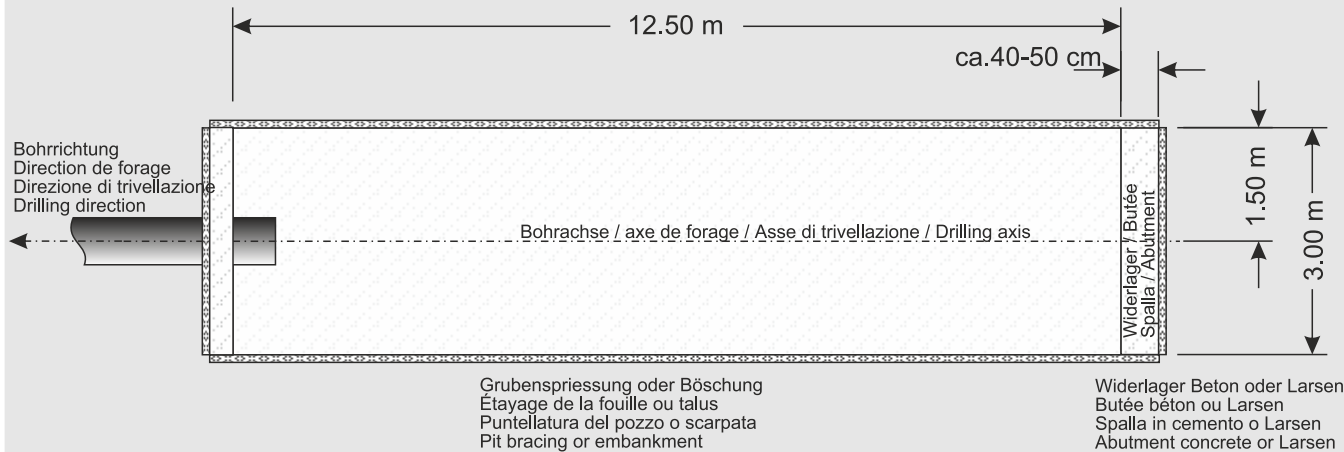 12.50 m
ca.40-50 cm
Bohrrichtung
Direction de forage
Direzione di trivellazione
Drilling direction
Bohrachse / axe de forage / Asse di trivellazione / Drilling axis
Widerlager / Butée
Spalla / Abutment
1.50 m
3.00 m
Grubenspriessung oder Böschung
Étayage de la fouille ou talus
Puntellatura del pozzo o scarpata
Pit bracing or embankment
Widerlager Beton oder Larsen
Butée béton ou Larsen
Spalla in cemento o Larsen
Abutment concrete or Larsen